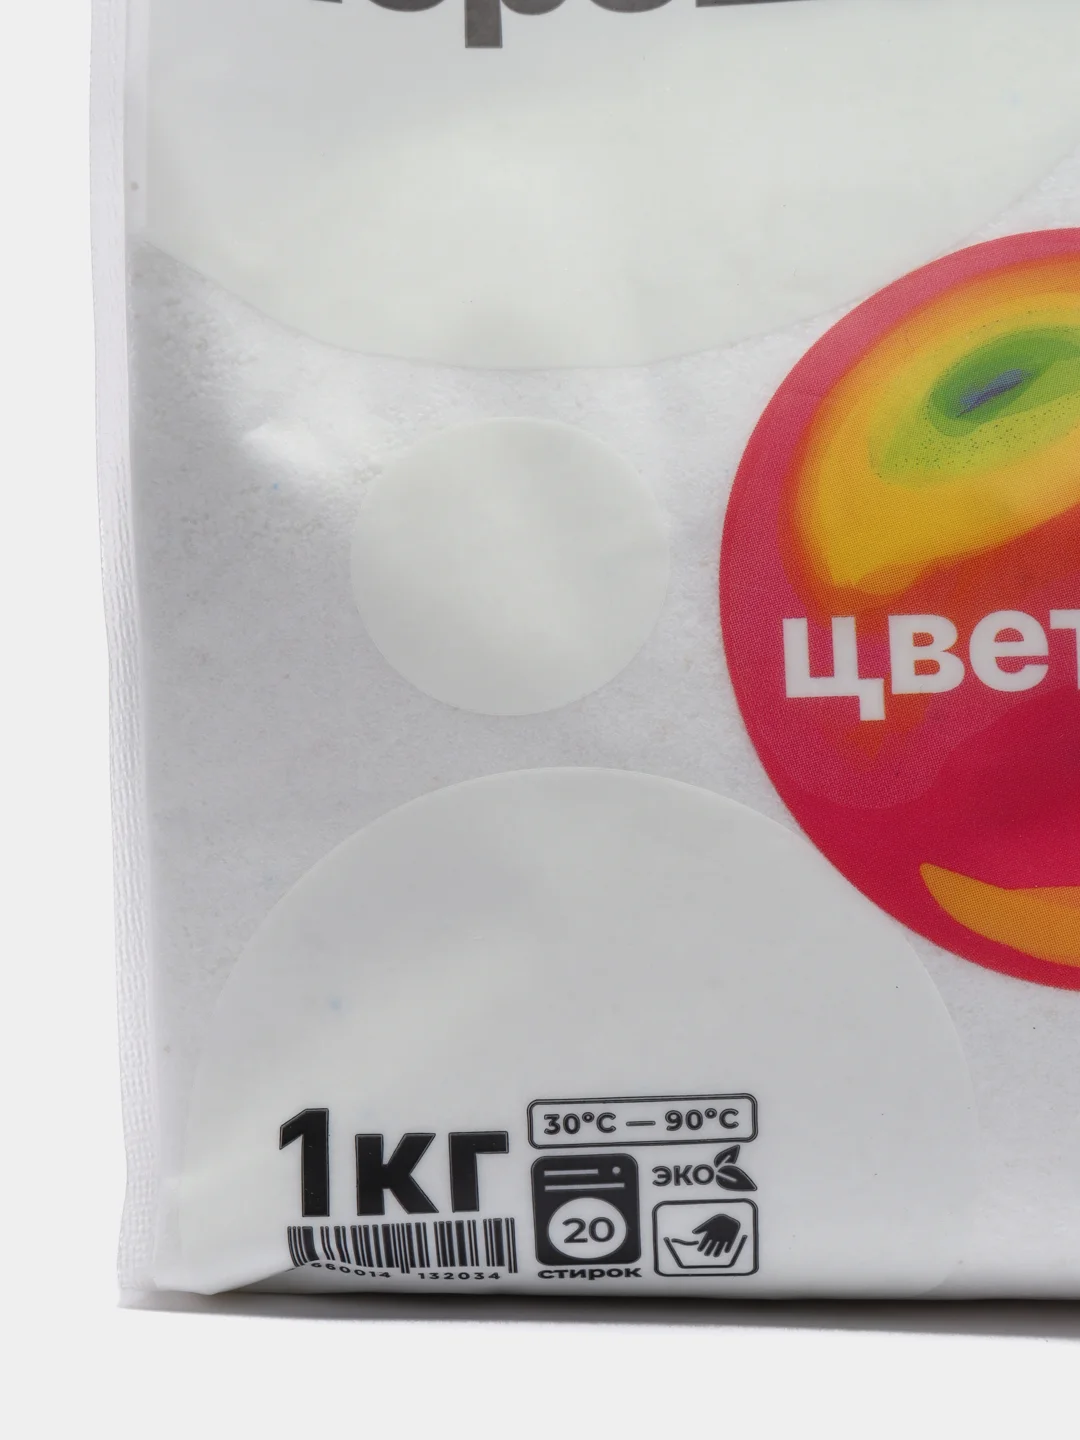 цвет
1кг
30°C — 90°C
эко
20
стирок
660014 132034